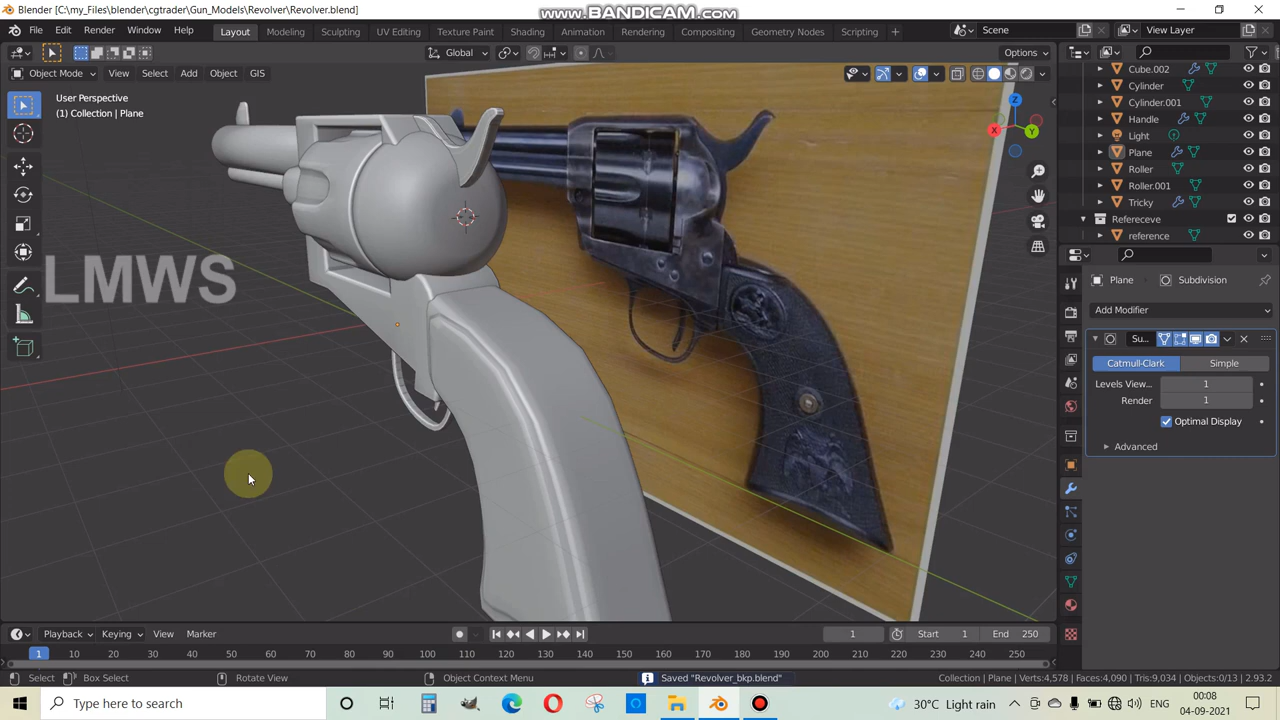 Blender [C:\my_Files\blender\cgtrader\Gun_Models\Revolver\Revolver.blend]
www.BANDICAM.com
File Edit Render Window Help Layout Modeling Sculpting UV Editing Texture Paint Shading Animation Rendering Compositing Geometry Nodes Scripting + Scene View Layer
Global Options
Object Mode View Select Add Object GIS
User Perspective
(1) Collection | Plane
Z
X
Y
LMWS
Cube.002
Cylinder
Cylinder.001
Handle
Light
Plane
Roller
Roller.001
Tricky
Refereceve
reference
Plane Subdivision
Add Modifier
Su...
Catmull-Clark Simple
Levels View... 1
Render 1
Optimal Display
Advanced
Playback Keying View Marker 1 Start 1 End 250
1 10 20 30 40 50 60 70 80 90 100 110 120 130 140 150 160 170 180 190 200 210 220 230 240 250
Select Box Select Rotate View Object Context Menu Saved "Revolver_bkp.blend" Collection | Plane | Verts:4,578 | Faces:4,090 | Tris:9,034 | Objects:0/13 | 2.93.2
Type here to search 30°C Light rain ENG 00:08
04-09-2021